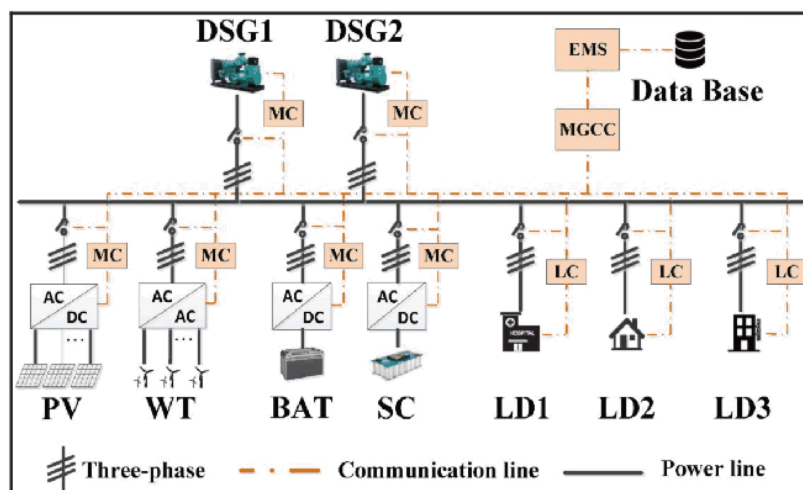 DSG1 DSG2
EMS
Data Base
MC MC
MGCC
MC MC MC MC
LC LC LC
AC AC AC AC
DC AC DC DC
HOSPITAL
PV WT BAT SC LD1 LD2 LD3
Three-phase Communication line Power line